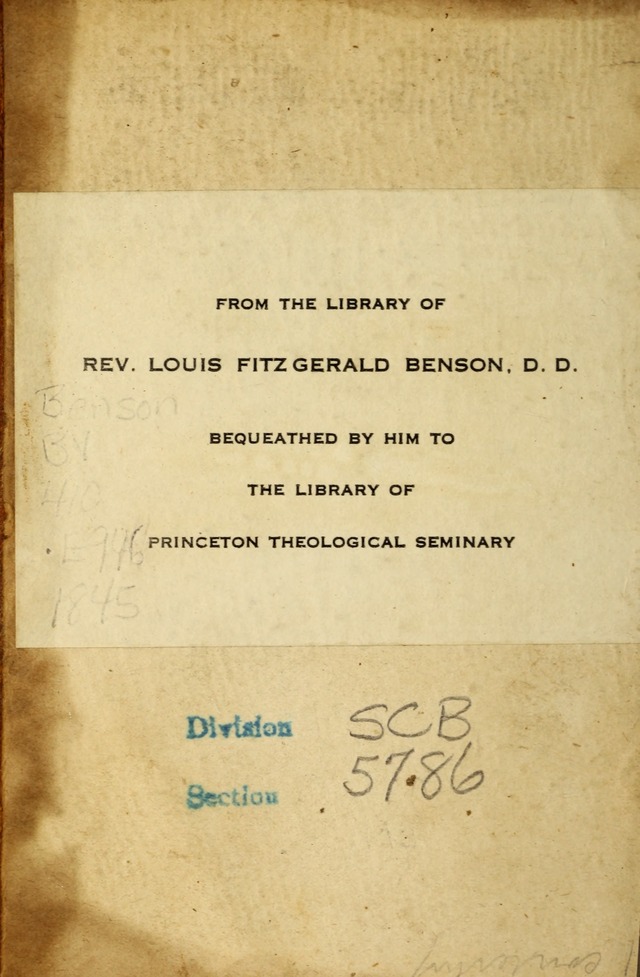 FROM THE LIBRARY OF
REV. LOUIS FITZGERALD BENSON, D. D.
BEQUEATHED BY HIM TO
THE LIBRARY OF
PRINCETON THEOLOGICAL SEMINARY
Benson
BV
410
1845
Division SCB
Section 5786